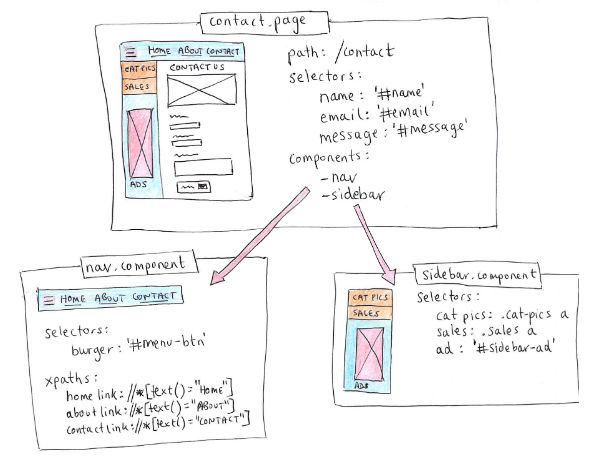 contact.page
HOME ABOUT CONTACT
CAT PICS
SALES
ADS
CONTACT US
path: /contact
selectors:
name: '#name'
email: '#email'
message: '#message'
components:
-nav
-sidebar
nav.component
HOME ABOUT CONTACT
selectors:
burger: '#menu-btn'
xpaths:
home link: //*[text()="HOME"]
about link: //*[text()="ABOUT"]
contact link: //*[text()="CONTACT"]
sidebar.component
CAT PICS
SALES
ADS
selectors:
cat pics: .cat-pics a
sales: .sales a
ad: '#sidebar-ad'